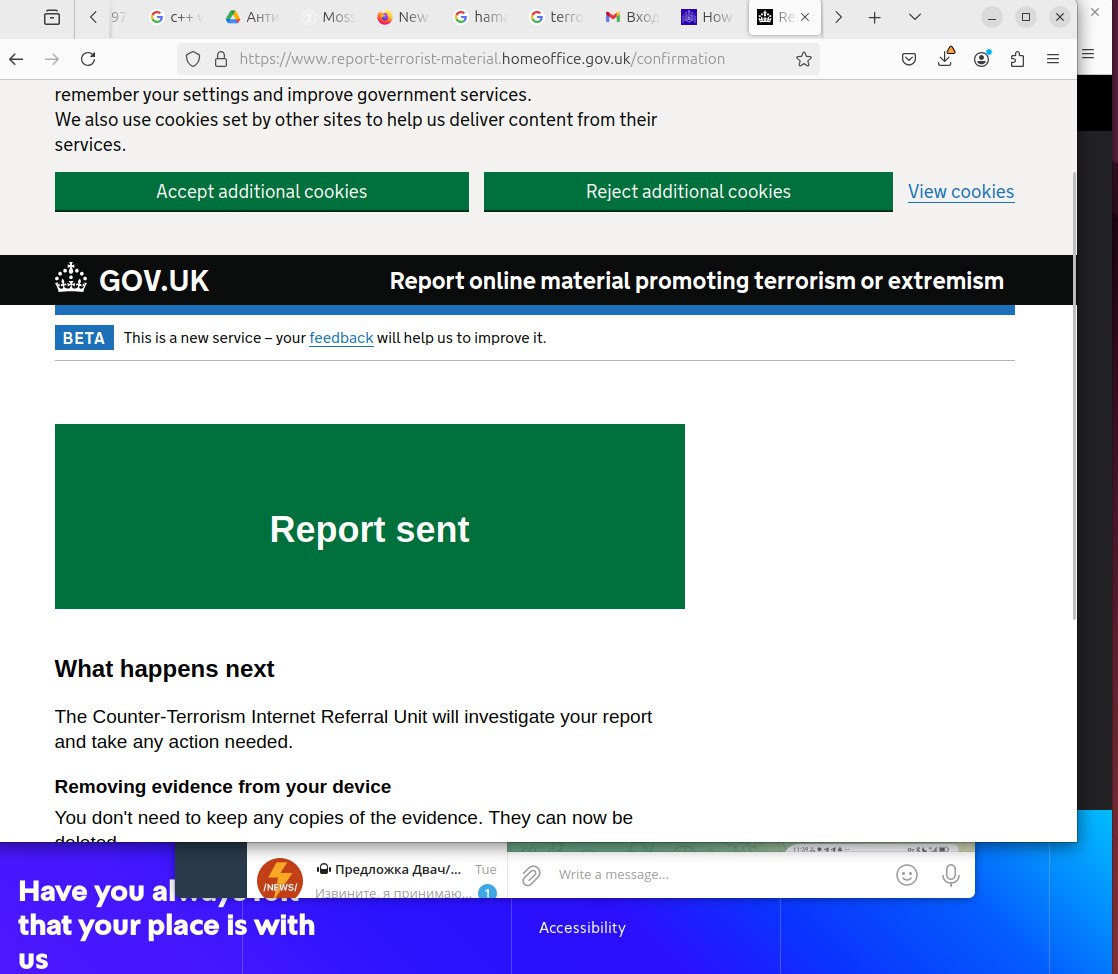 97
c++
Анти
Moss
New
hama
terro
Вход
How
Re
https://www.report-terrorist-material.homeoffice.gov.uk/confirmation
remember your settings and improve government services.
We also use cookies set by other sites to help us deliver content from their
services.
Accept additional cookies
Reject additional cookies
View cookies
GOV.UK
Report online material promoting terrorism or extremism
BETA
This is a new service – your feedback will help us to improve it.
Report sent
What happens next
The Counter-Terrorism Internet Referral Unit will investigate your report
and take any action needed.
Removing evidence from your device
You don't need to keep any copies of the evidence. They can now be
deleted
/NEWS/
Предложка Двач/...
Tue
Извините, я принимаю...
1
11:39
Write a message...
Have you always felt
that your place is with
us
Accessibility